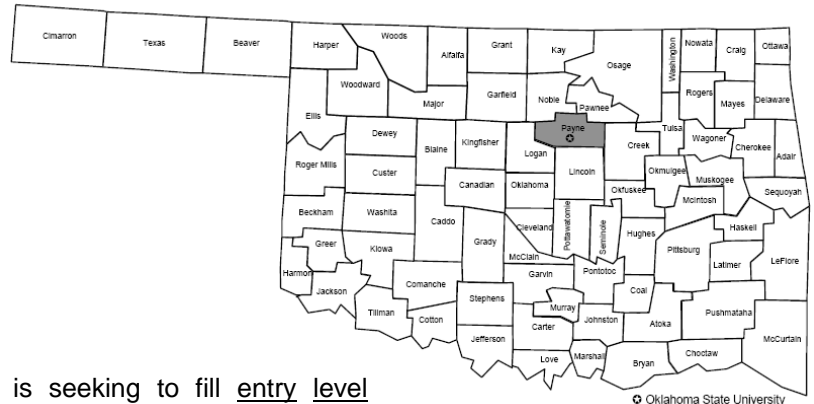 Cimarron Texas Beaver Harper Woods Alfalfa Grant Kay Osage Washington Nowata Craig Ottawa
Woodward Major Garfield Noble Pawnee Rogers Mayes Delaware
Ellis Dewey Blaine Kingfisher Logan Payne Creek Tulsa Wagoner Cherokee Adair
Roger Mills Custer Canadian Oklahoma Lincoln Okfuskee Okmulgee Muskogee McIntosh Sequoyah
Beckham Washita Caddo Grady Cleveland Pottawatomie Seminole Hughes Pittsburg Haskell
Greer Kiowa McClain Latimer LeFlore
Harmon Jackson Comanche Garvin Pontotoc Coal
Tillman Cotton Stephens Murray Johnston Atoka Pushmataha
Jefferson Carter Love Marshall Bryan Choctaw McCurtain
is seeking to fill entry level
✪ Oklahoma State University